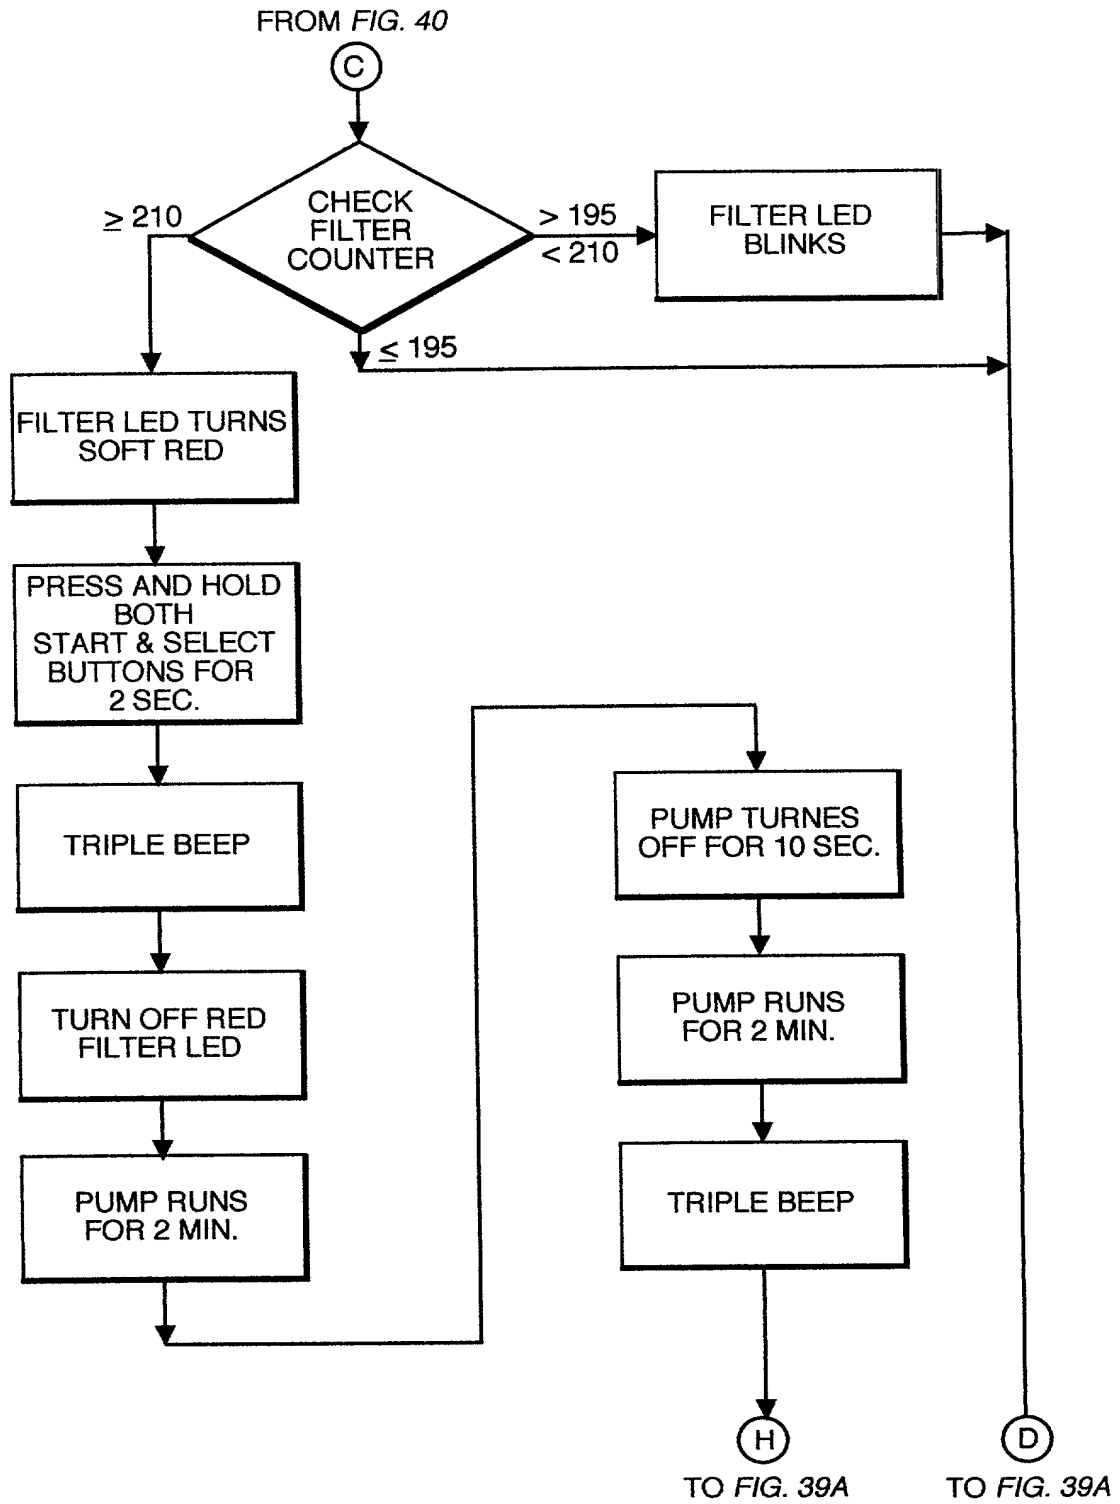 FROM FIG. 40
C
CHECK
FILTER
COUNTER
≥ 210
> 195
< 210
FILTER LED
BLINKS
≤ 195
FILTER LED TURNS
SOFT RED
PRESS AND HOLD
BOTH
START & SELECT
BUTTONS FOR
2 SEC.
TRIPLE BEEP
TURN OFF RED
FILTER LED
PUMP RUNS
FOR 2 MIN.
PUMP TURNES
OFF FOR 10 SEC.
PUMP RUNS
FOR 2 MIN.
TRIPLE BEEP
H
TO FIG. 39A
D
TO FIG. 39A